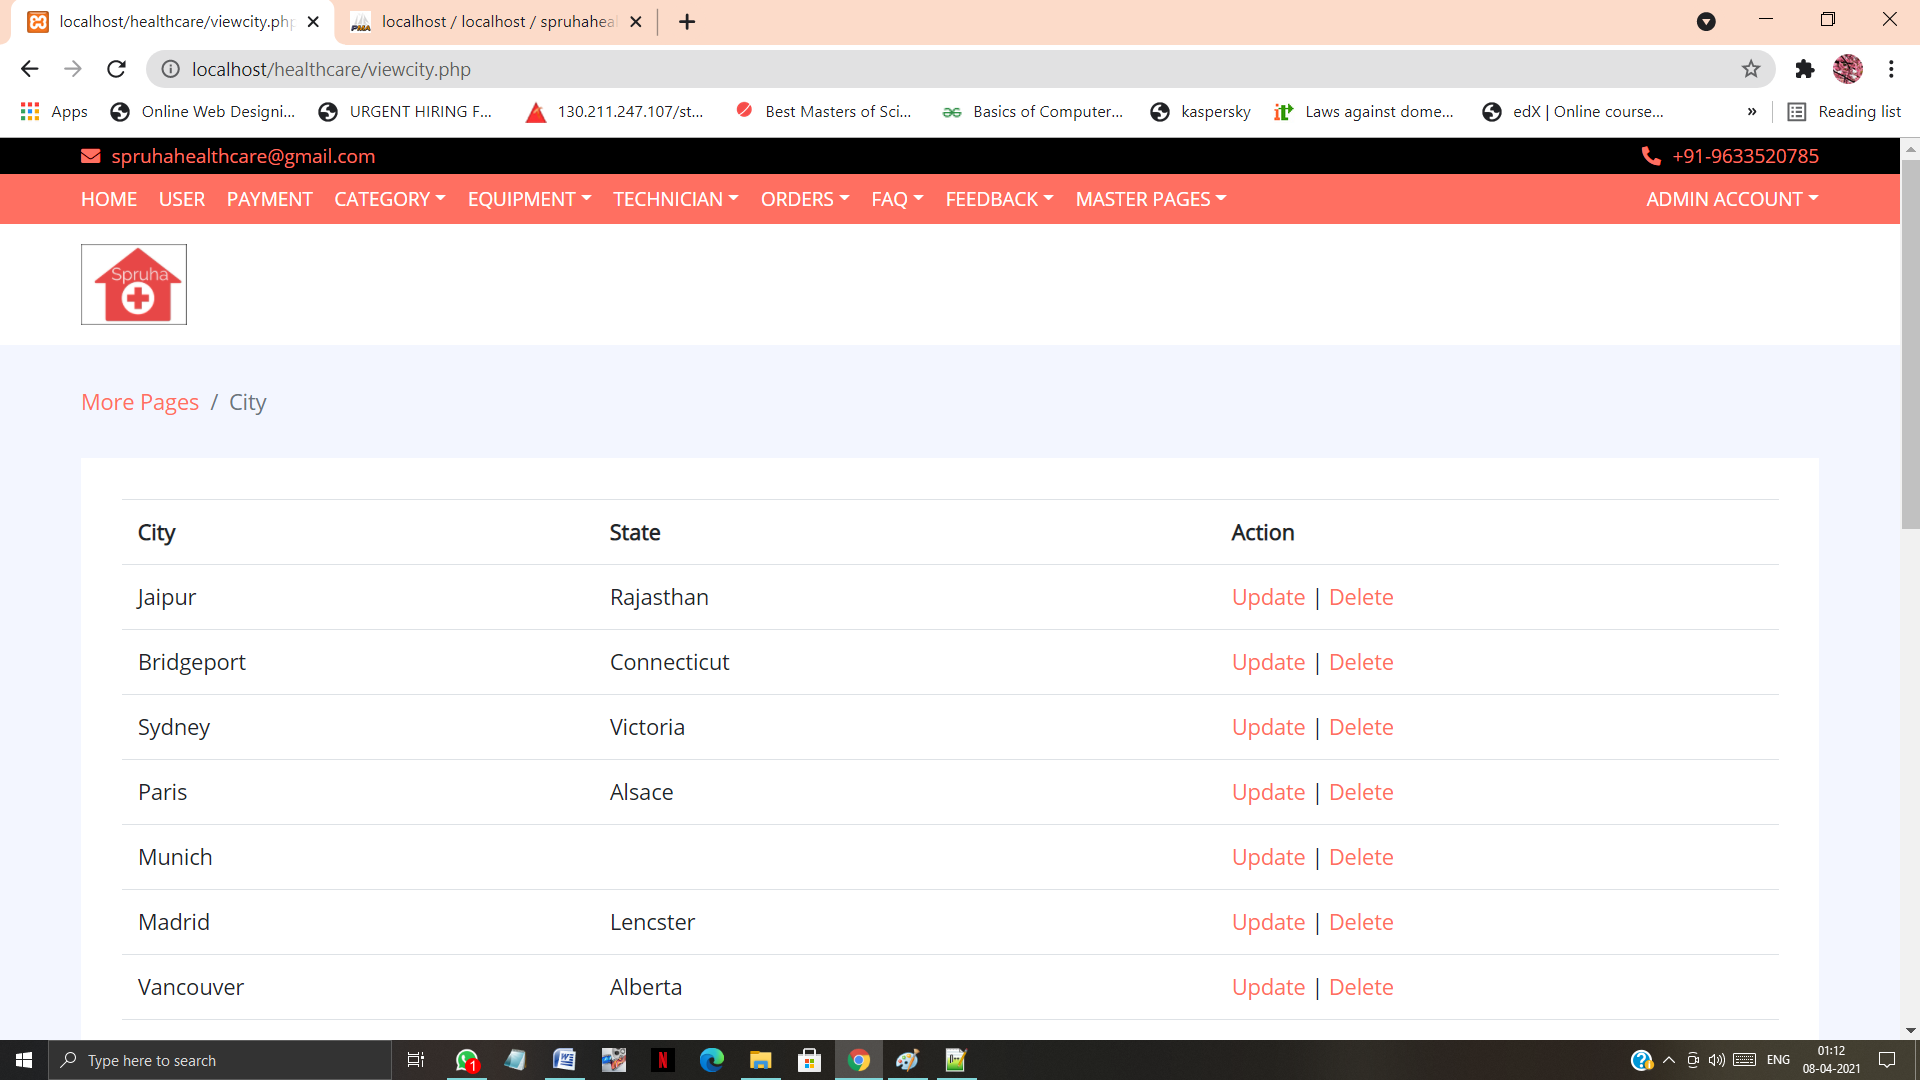 localhost/healthcare/viewcity.php
localhost / localhost / spruhaheal
localhost/healthcare/viewcity.php
Apps Online Web Designi... URGENT HIRING F... 130.211.247.107/st... Best Masters of Sci... Basics of Computer... kaspersky Laws against dome... edX | Online course... » Reading list
spruhahealthcare@gmail.com +91-9633520785
HOME USER PAYMENT CATEGORY EQUIPMENT TECHNICIAN ORDERS FAQ FEEDBACK MASTER PAGES ADMIN ACCOUNT
Spruha
More Pages / City
City State Action
Jaipur Rajasthan Update | Delete
Bridgeport Connecticut Update | Delete
Sydney Victoria Update | Delete
Paris Alsace Update | Delete
Munich Update | Delete
Madrid Lencster Update | Delete
Vancouver Alberta Update | Delete
Type here to search
1
ENG
01:12
08-04-2021